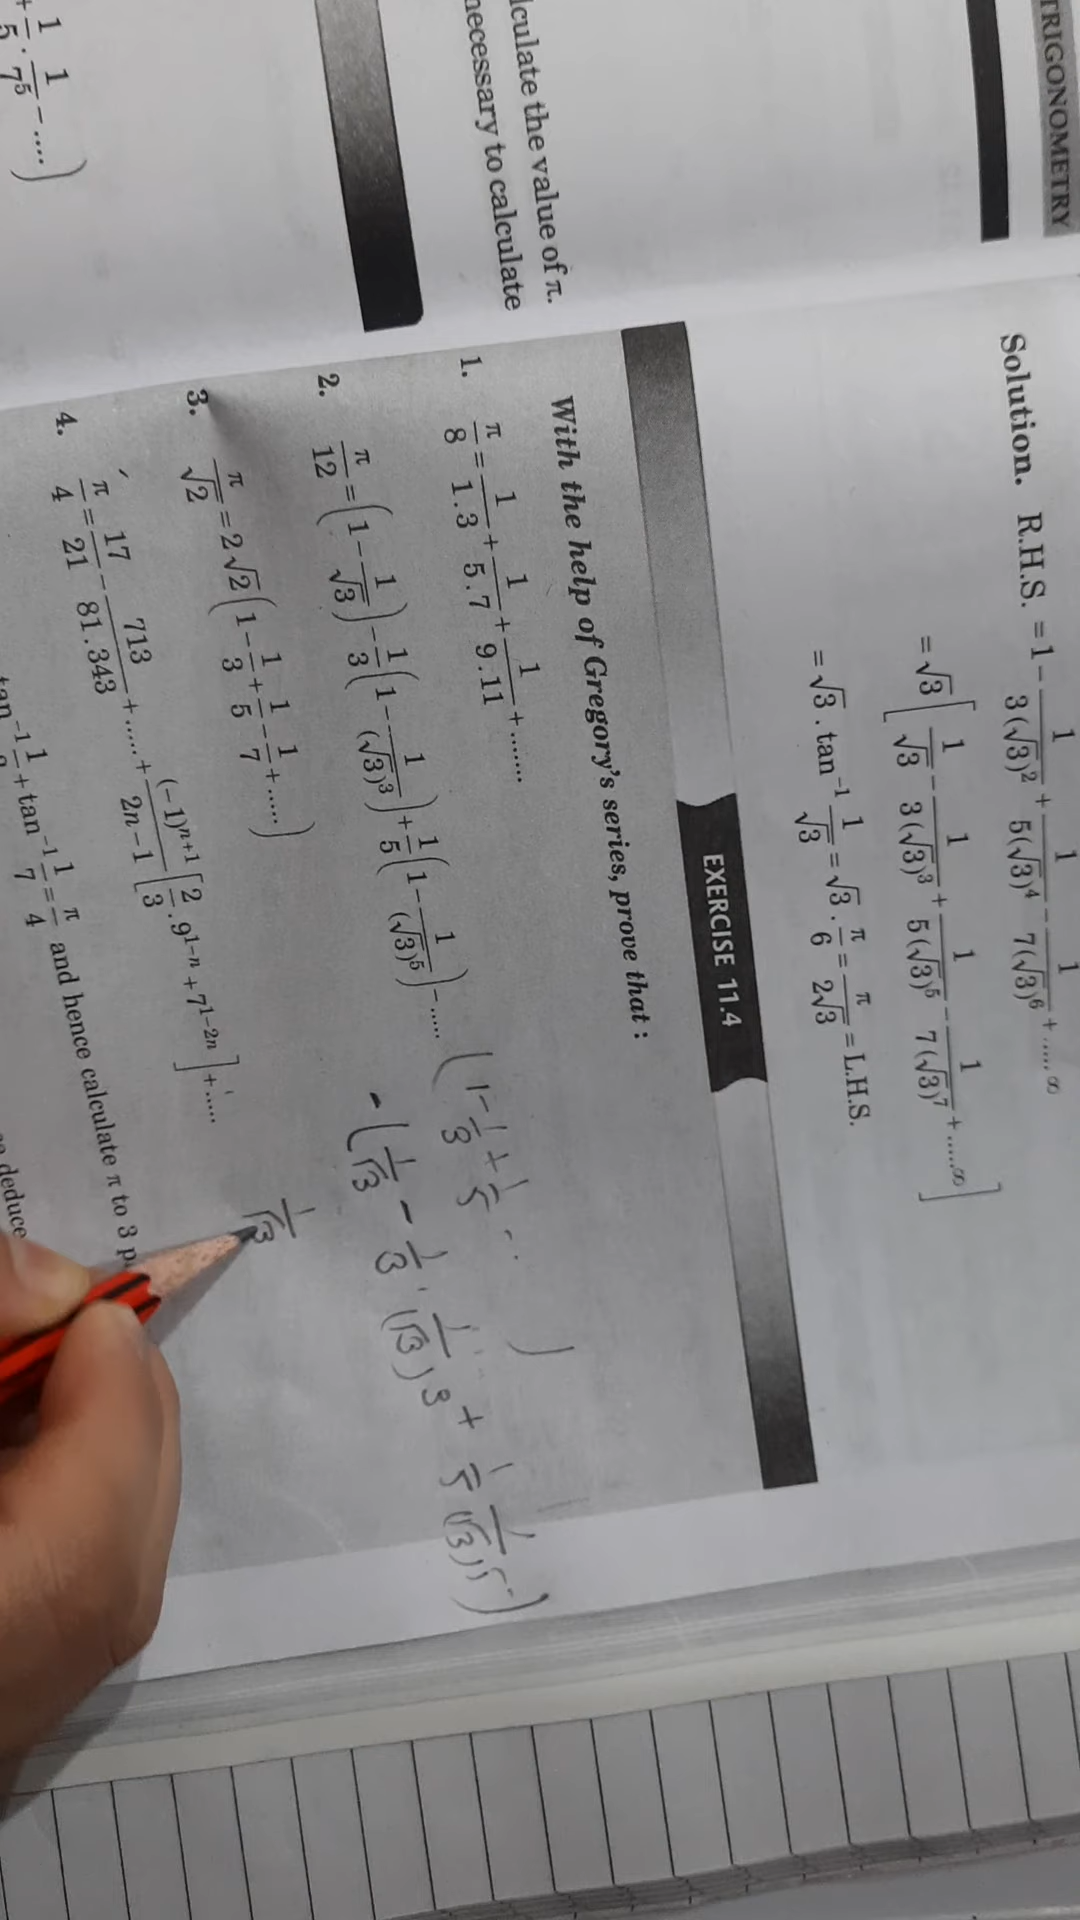 TRIGONOMETRY
lculate the value of π.
necessary to calculate
+ 1/5 . 1/7⁵ − ....)
Solution. R.H.S. = 1 − 1/3(√3)² + 1/5(√3)⁴ − 1/7(√3)⁶ + ..... ∞
= √3 [1/√3 − 1/3(√3)³ + 1/5(√3)⁵ − 1/7(√3)⁷ + ......∞]
= √3 . tan⁻¹ 1/√3 = √3 . π/6 = π/2√3 = L.H.S.
EXERCISE 11.4
With the help of Gregory's series, prove that :
1. π/8 = 1/1.3 + 1/5.7 + 1/9.11 + ........
2. π/12 = (1 − 1/√3) − 1/3(1 − 1/(√3)³) + 1/5(1 − 1/(√3)⁵) − ......
3. π/√2 = 2√2(1 − 1/3 + 1/5 − 1/7 + ......)
4. π/4 = 17/21 − 713/81.343 + ..... + (−1)ⁿ⁺¹/2n−1 [2/3 . 9¹⁻ⁿ + 7¹⁻²ⁿ] + ......
tan⁻¹ 1/ + tan⁻¹ 1/7 = π/4 and hence calculate π to 3 p
deduce
(1 − 1/3 + 1/5 ... )
− (1/√3 − 1/3 . 1/(√3)3 + 1/5 1/(√3)5 −)
1/√3